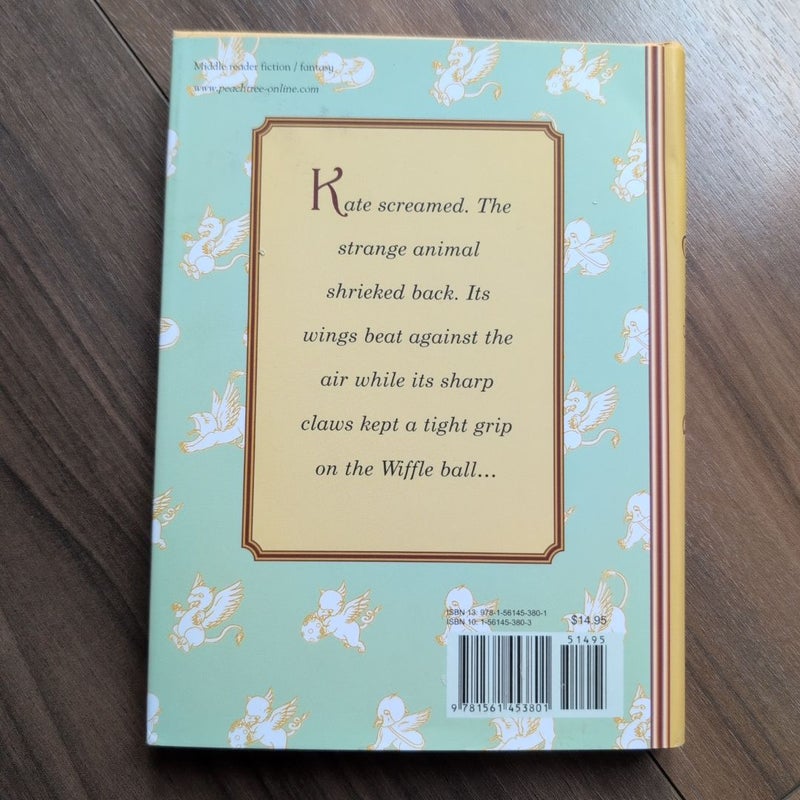 Middle reader fiction / fantasy
www.peachtree-online.com
Kate screamed. The
strange animal
shrieked back. Its
wings beat against the
air while its sharp
claws kept a tight grip
on the Wiffle ball...
ISBN 13: 978-1-56145-380-1
ISBN 10: 1-56145-380-3
$14.95
51495
9 781561 453801